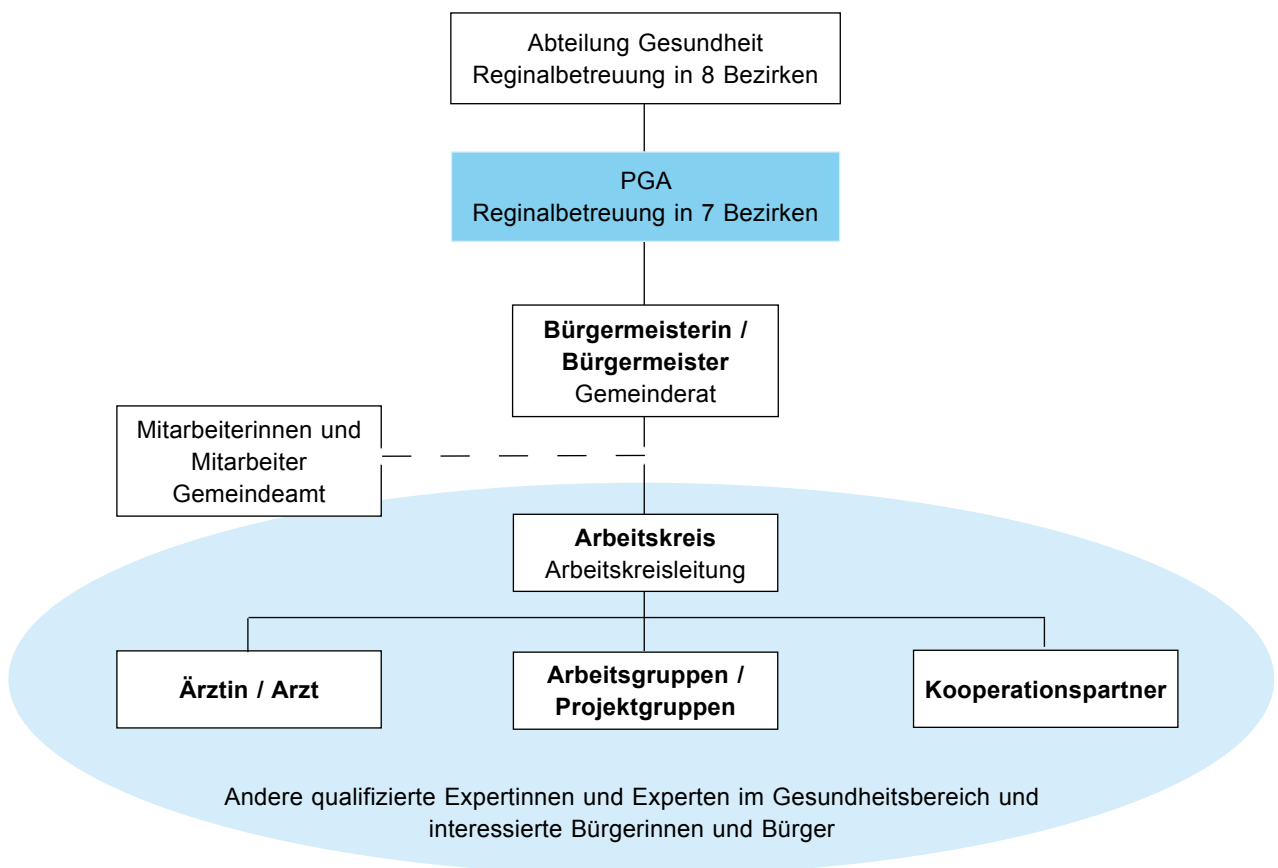 Abteilung Gesundheit
Reginalbetreuung in 8 Bezirken
PGA
Reginalbetreuung in 7 Bezirken
Bürgermeisterin /
Bürgermeister
Gemeinderat
Mitarbeiterinnen und
Mitarbeiter
Gemeindeamt
Arbeitskreis
Arbeitskreisleitung
Ärztin / Arzt
Arbeitsgruppen /
Projektgruppen
Kooperationspartner
Andere qualifizierte Expertinnen und Experten im Gesundheitsbereich und
interessierte Bürgerinnen und Bürger